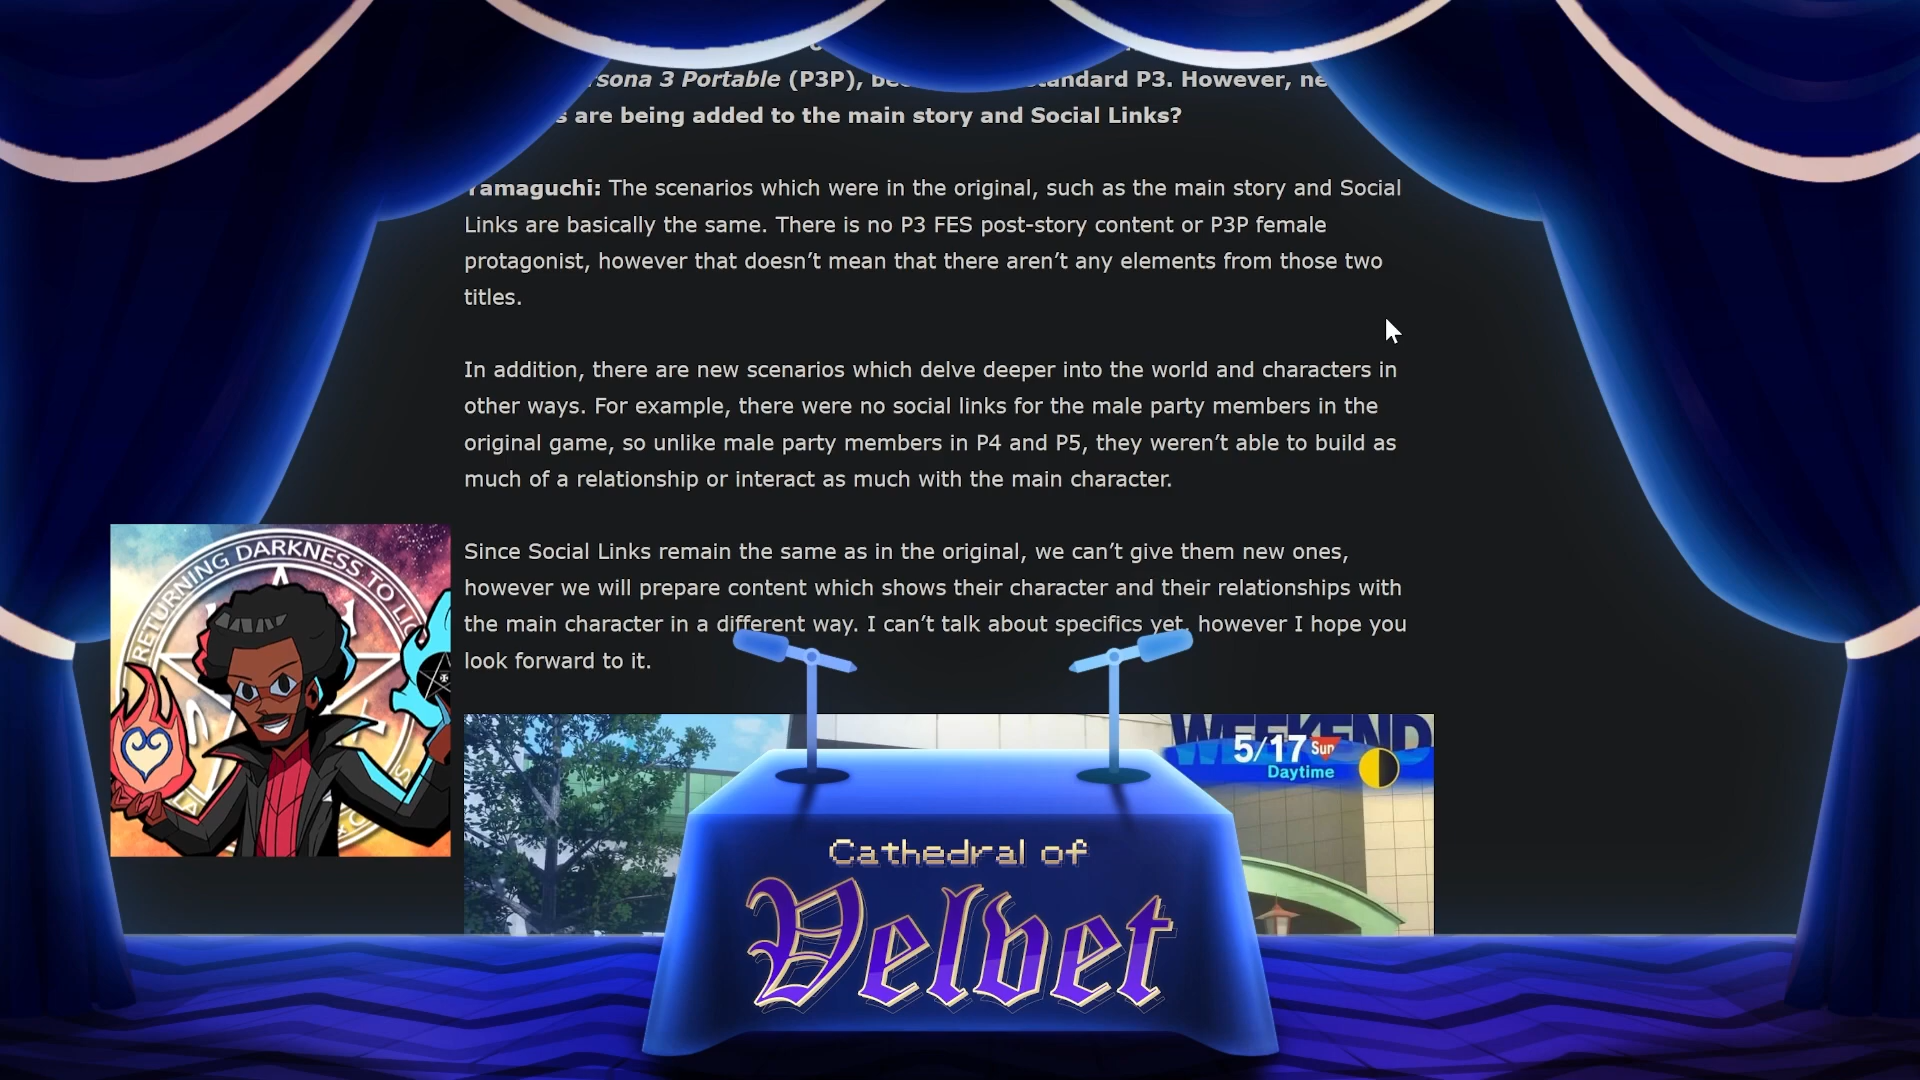 sona 3 Portable (P3P), be andard P3. However, ne
are being added to the main story and Social Links?
Yamaguchi: The scenarios which were in the original, such as the main story and Social
Links are basically the same. There is no P3 FES post-story content or P3P female
protagonist, however that doesn’t mean that there aren’t any elements from those two
titles.
In addition, there are new scenarios which delve deeper into the world and characters in
other ways. For example, there were no social links for the male party members in the
original game, so unlike male party members in P4 and P5, they weren’t able to build as
much of a relationship or interact as much with the main character.
Since Social Links remain the same as in the original, we can’t give them new ones,
however we will prepare content which shows their character and their relationships with
the main character in a different way. I can’t talk about specifics yet, however I hope you
look forward to it.
RETURNING DARKNESS TO LIG
WEEKEND
5/17 Sun
Daytime
Cathedral of
Velvet